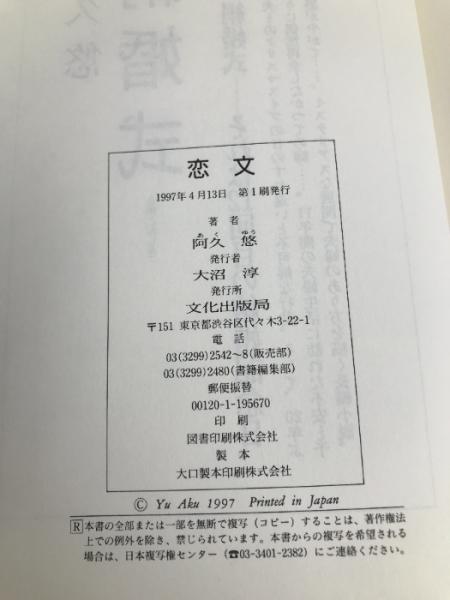 恋文
1997年4月13日 第1刷発行
著者
阿久 悠
あく ゆう
発行者
大沼 淳
発行所
文化出版局
〒151 東京都渋谷区代々木3-22-1
電話
03(3299)2542〜8(販売部)
03(3299)2480(書籍編集部)
郵便振替
00120-1-195670
印刷
図書印刷株式会社
製本
大口製本印刷株式会社
© Yu Aku 1997 Printed in Japan
R 本書の全部または一部を無断で複写(コピー)することは、著作権法
上での例外を除き、禁じられています。本書からの複写を希望される
場合は、日本複写権センター(☎03-3401-2382)にご連絡ください。